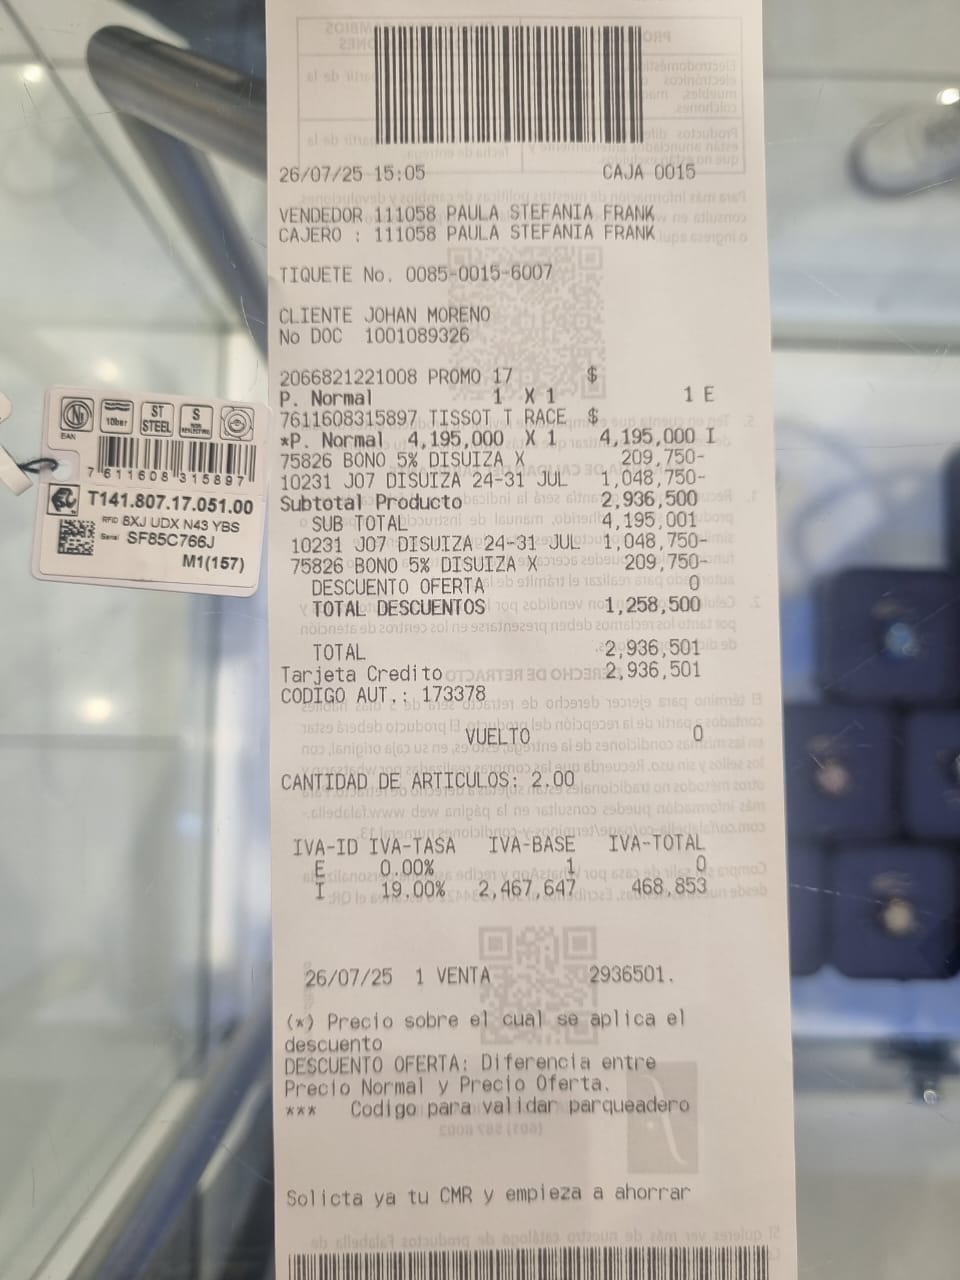 26/07/25 15:05 CAJA 0015
VENDEDOR 111058 PAULA STEFANIA FRANK
CAJERO : 111058 PAULA STEFANIA FRANK
TIQUETE No. 0085-0015-6007
CLIENTE JOHAN MORENO
No DOC 1001089326
2066821221008 PROMO 17 $
P. Normal 1 X 1 1 E
7611608315897 TISSOT T RACE $
*P. Normal 4,195,000 X 1 4,195,000 I
75826 BONO 5% DISUIZA X 209,750-
10231 J07 DISUIZA 24-31 JUL 1,048,750-
Subtotal Producto 2,936,500
SUB TOTAL 4,195,001
10231 J07 DISUIZA 24-31 JUL 1,048,750-
75826 BONO 5% DISUIZA X 209,750-
DESCUENTO OFERTA 0
TOTAL DESCUENTOS 1,258,500
TOTAL 2,936,501
Tarjeta Credito 2,936,501
CODIGO AUT.: 173378
VUELTO 0
CANTIDAD DE ARTICULOS: 2.00
IVA-ID IVA-TASA IVA-BASE IVA-TOTAL
E 0.00% 1 0
I 19.00% 2,467,647 468,853
26/07/25 1 VENTA 2936501.
(*) Precio sobre el cual se aplica el
descuento
DESCUENTO OFERTA: Diferencia entre
Precio Normal y Precio Oferta.
*** Codigo para validar parqueadero
Solicta ya tu CMR y empieza a ahorrar
10bar ST STEEL S
EAN
7 611608 315897
T141.807.17.051.00
RFID 8XJ UDX N43 YBS
Serial SF85C766J
M1(157)